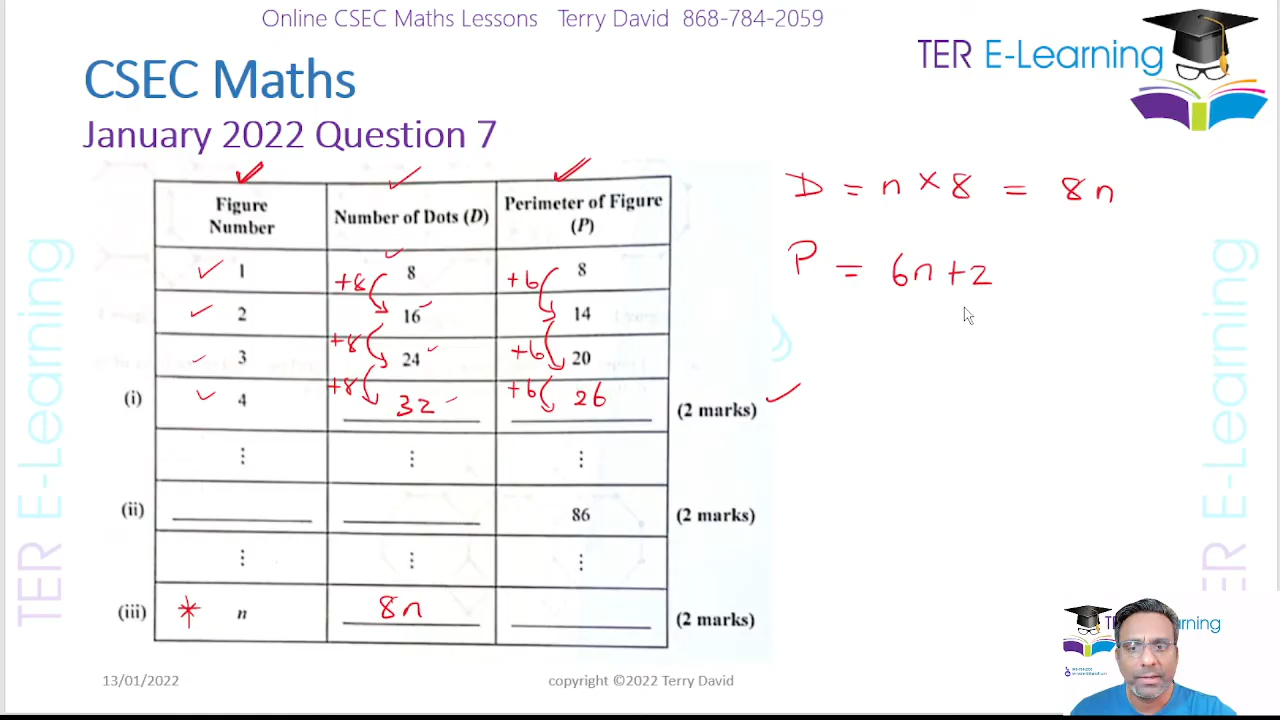 Online CSEC Maths Lessons Terry David 868-784-2059
TER E-Learning
CSEC Maths
January 2022 Question 7
Figure Number
Number of Dots (D)
Perimeter of Figure (P)
1 +8 8 +6 8
2 16 14
+8 +6
3 24 20
+8 +6
(i) 4 32 26 (2 marks)
⋮ ⋮ ⋮
(ii) 86 (2 marks)
⋮ ⋮ ⋮
(iii) * n 8n (2 marks)
D = n × 8 = 8n
P = 6n + 2
TER E-Learning
TER E-Learning
TE E-Learning
13/01/2022
copyright ©2022 Terry David